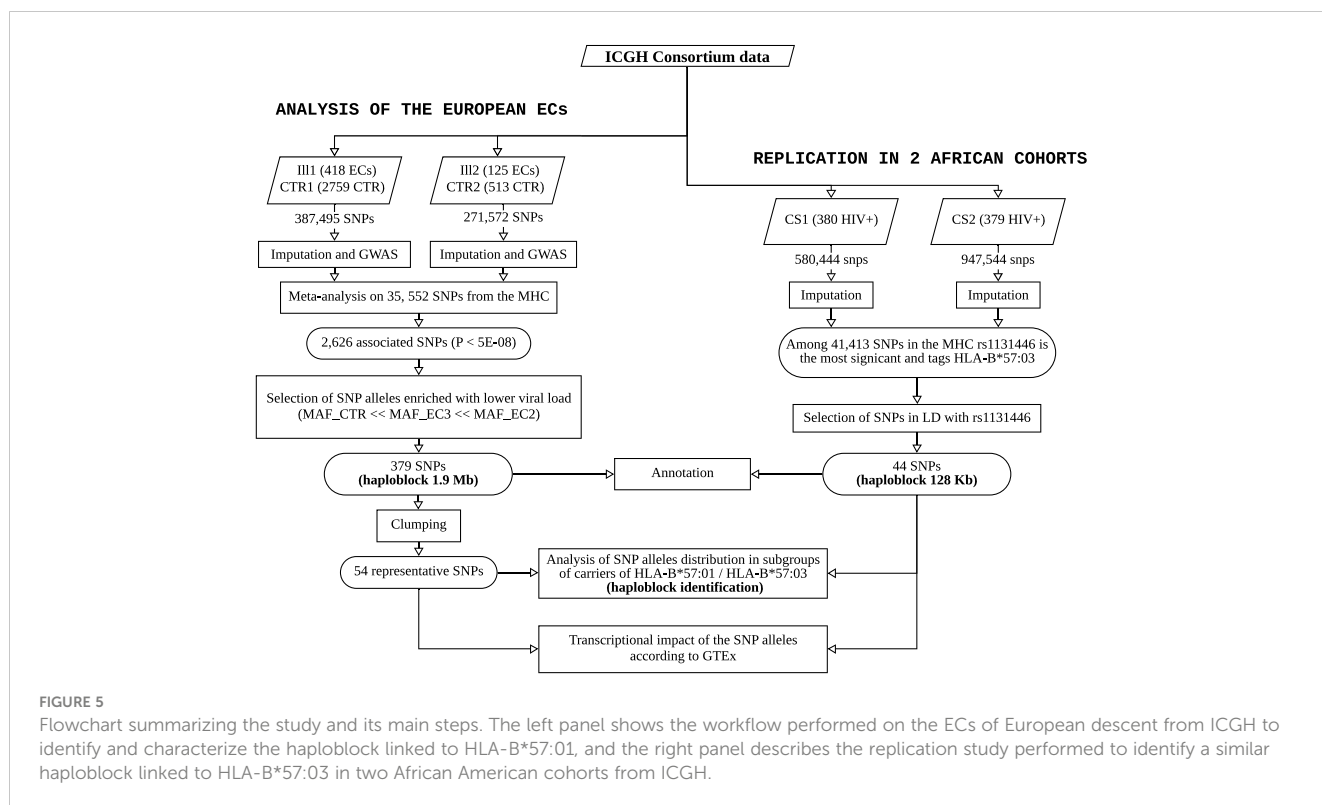 ICGH Consortium data
ANALYSIS OF THE EUROPEAN ECs
Ill1 (418 ECs)
CTR1 (2759 CTR)
Ill2 (125 ECs)
CTR2 (513 CTR)
387,495 SNPs
271,572 SNPs
Imputation and GWAS
Imputation and GWAS
Meta-analysis on 35, 552 SNPs from the MHC
2,626 associated SNPs (P < 5E-08)
Selection of SNP alleles enriched with lower viral load
(MAF_CTR << MAF_EC3 << MAF_EC2)
379 SNPs
(haploblock 1.9 Mb)
Clumping
54 representative SNPs
REPLICATION IN 2 AFRICAN COHORTS
CS1 (380 HIV+)
CS2 (379 HIV+)
580,444 snps
947,544 snps
Imputation
Imputation
Among 41,413 SNPs in the MHC rs1131446 is
the most signicant and tags HLA-B*57:03
Selection of SNPs in LD with rs1131446
44 SNPs
(haploblock 128 Kb)
Annotation
Analysis of SNP alleles distribution in subgroups
of carriers of HLA-B*57:01 / HLA-B*57:03
(haploblock identification)
Transcriptional impact of the SNP alleles
according to GTEx
FIGURE 5
Flowchart summarizing the study and its main steps. The left panel shows the workflow performed on the ECs of European descent from ICGH to
identify and characterize the haploblock linked to HLA-B*57:01, and the right panel describes the replication study performed to identify a similar
haploblock linked to HLA-B*57:03 in two African American cohorts from ICGH.